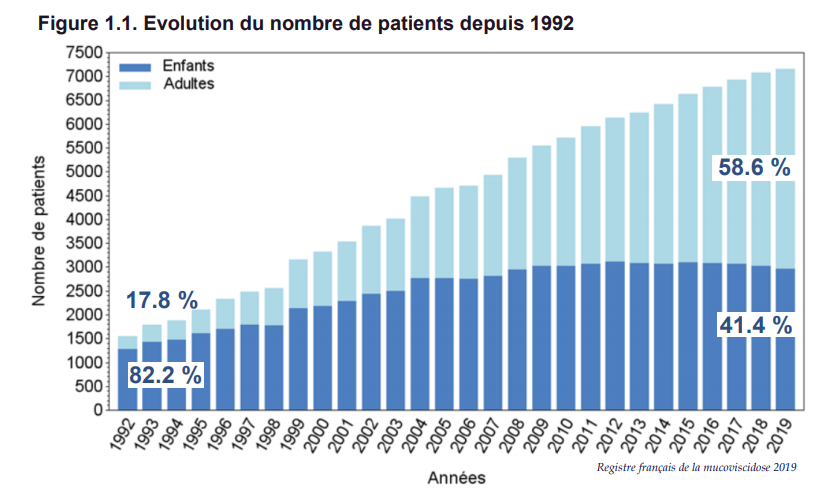 Figure 1.1. Evolution du nombre de patients depuis 1992
7500
7000
6500
6000
5500
5000
4500
4000
3500
3000
2500
2000
1500
1000
500
0
Nombre de patients
Enfants
Adultes
58.6 %
17.8 %
41.4 %
82.2 %
1992 1993 1994 1995 1996 1997 1998 1999 2000 2001 2002 2003 2004 2005 2006 2007 2008 2009 2010 2011 2012 2013 2014 2015 2016 2017 2018 2019
Années
Registre français de la mucoviscidose 2019